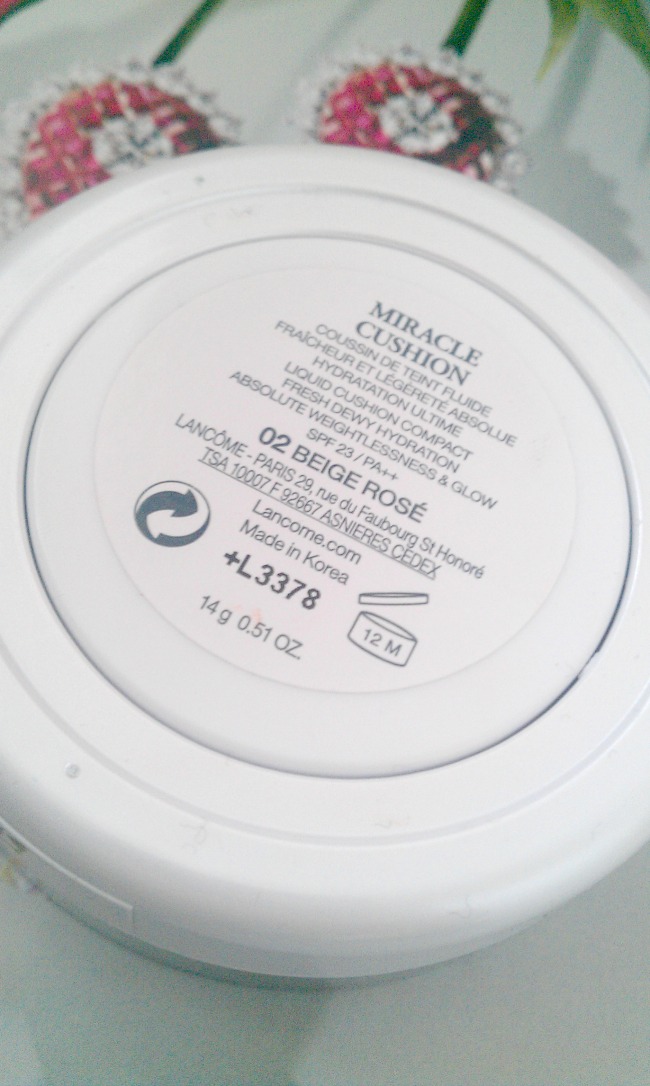 MIRACLE
CUSHION
COUSSIN DE TEINT FLUIDE
FRAÎCHEUR ET LÉGÈRETÉ ABSOLUE
HYDRATATION ULTIME
LIQUID CUSHION COMPACT
FRESH DEWY HYDRATION
ABSOLUTE WEIGHTLESSNESS & GLOW
SPF 23 / PA++
02 BEIGE ROSÉ
LANCÔME - PARIS 29, rue du Faubourg St Honoré
TSA 10007 F 92667 ASNIERES CEDEX
Lancome.com
Made in Korea
+L3378
12 M
14 g 0.51 OZ.